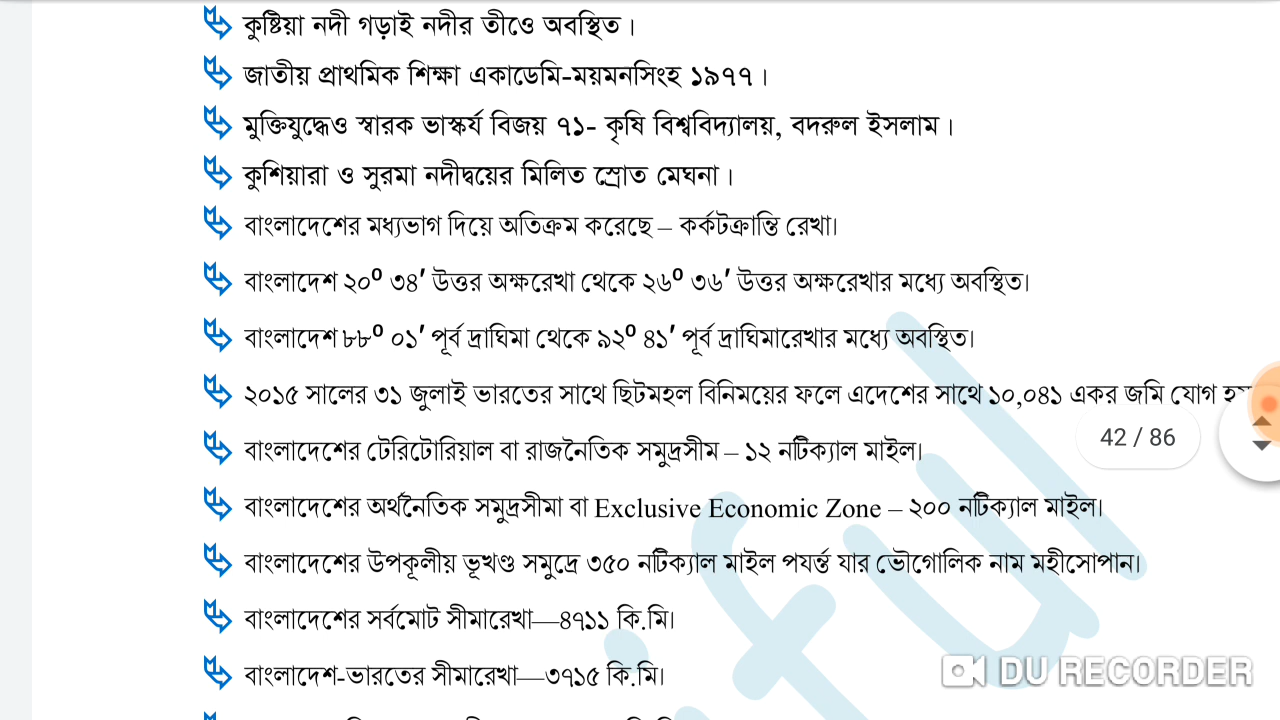 কুষ্টিয়া নদী গড়াই নদীর তীওে অবস্থিত।
জাতীয় প্রাথমিক শিক্ষা একাডেমি-ময়মনসিংহ ১৯৭৭।
মুক্তিযুদ্ধেও স্বারক ভাস্কর্য বিজয় ৭১- কৃষি বিশ্ববিদ্যালয়, বদরুল ইসলাম।
কুশিয়ারা ও সুরমা নদীদ্বয়ের মিলিত স্রোত মেঘনা।
বাংলাদেশের মধ্যভাগ দিয়ে অতিক্রম করেছে – কর্কটক্রান্তি রেখা।
বাংলাদেশ ২০⁰ ৩৪′ উত্তর অক্ষরেখা থেকে ২৬⁰ ৩৬′ উত্তর অক্ষরেখার মধ্যে অবস্থিত।
বাংলাদেশ ৮৮⁰ ০১′ পূর্ব দ্রাঘিমা থেকে ৯২⁰ ৪১′ পূর্ব দ্রাঘিমারেখার মধ্যে অবস্থিত।
২০১৫ সালের ৩১ জুলাই ভারতের সাথে ছিটমহল বিনিময়ের ফলে এদেশের সাথে ১০,০৪১ একর জমি যোগ
42 / 86
বাংলাদেশের টেরিটোরিয়াল বা রাজনৈতিক সমুদ্রসীম – ১২ নটিক্যাল মাইল।
বাংলাদেশের অর্থনৈতিক সমুদ্রসীমা বা Exclusive Economic Zone – ২০০ নটিক্যাল মাইল।
বাংলাদেশের উপকূলীয় ভূখণ্ড সমুদ্রে ৩৫০ নটিক্যাল মাইল পযর্ন্ত যার ভৌগোলিক নাম মহীসোপান।
বাংলাদেশের সর্বমোট সীমারেখা—৪৭১১ কি.মি।
বাংলাদেশ-ভারতের সীমারেখা—৩৭১৫ কি.মি।
DU RECORDER